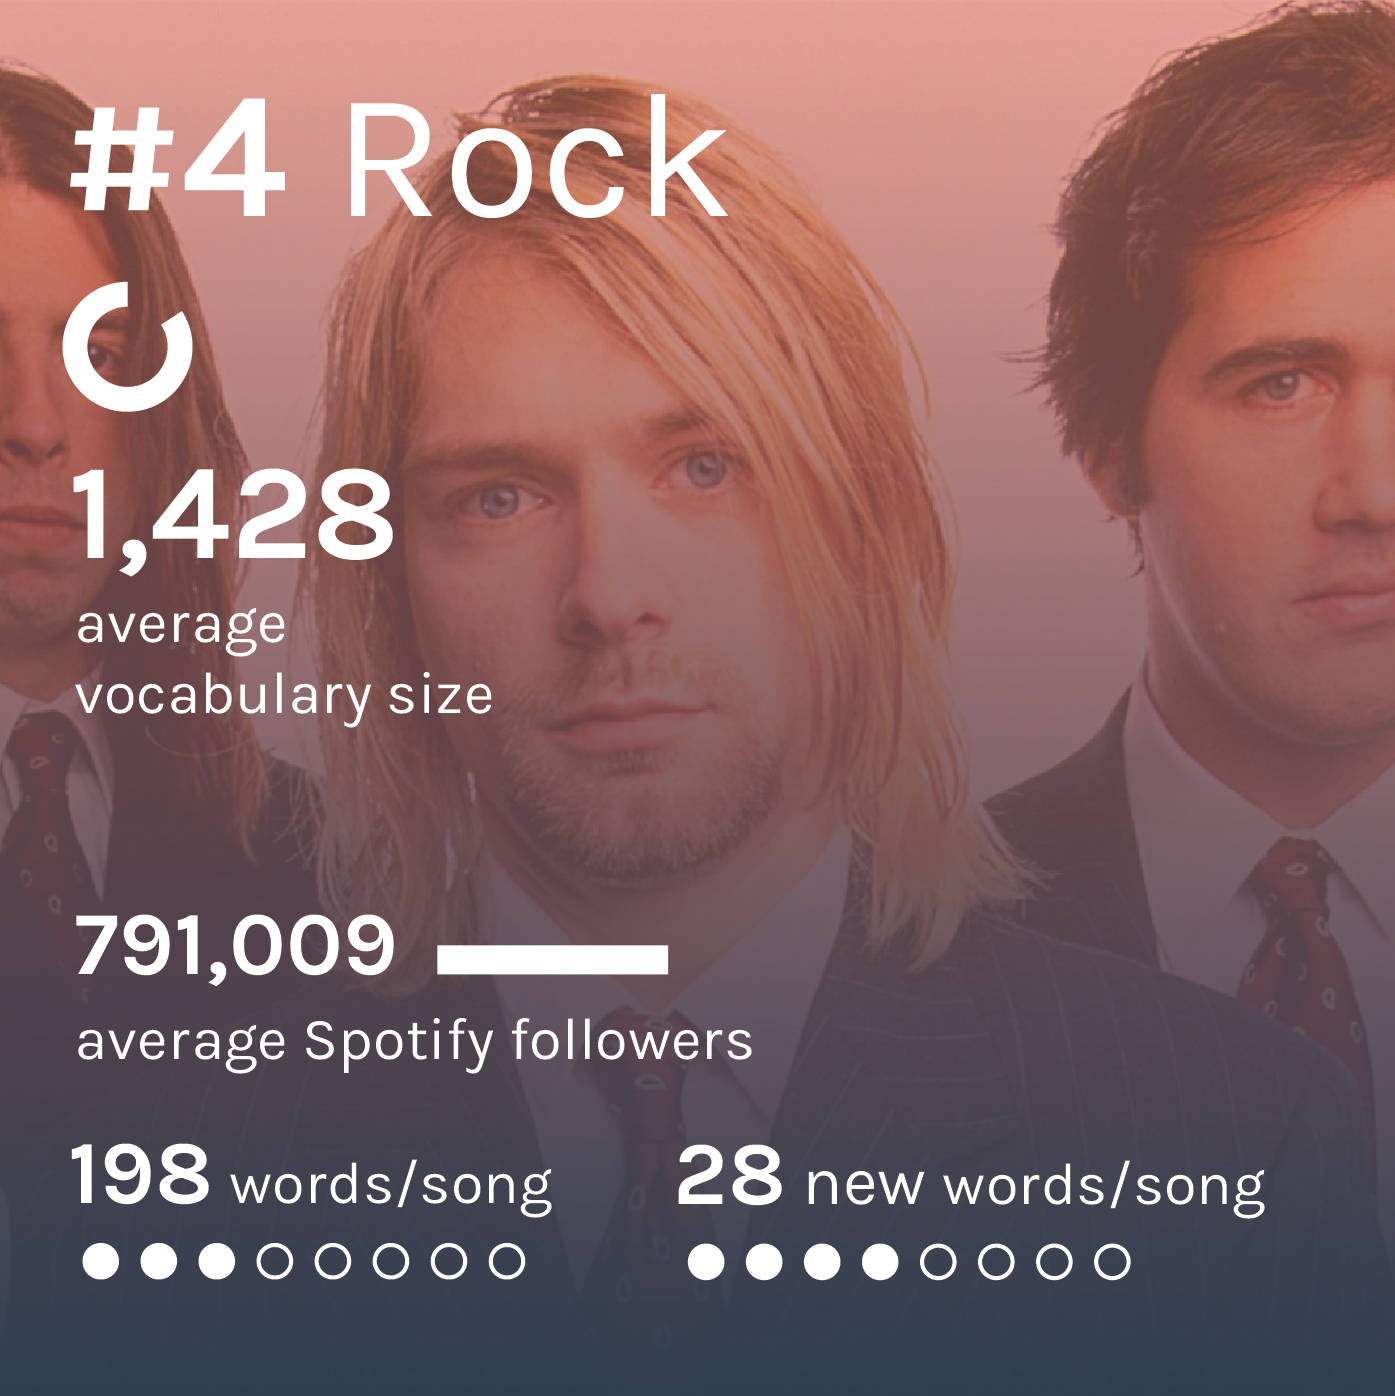 #4 Rock
1,428
average
vocabulary size
791,009
average Spotify followers
198 words/song
28 new words/song